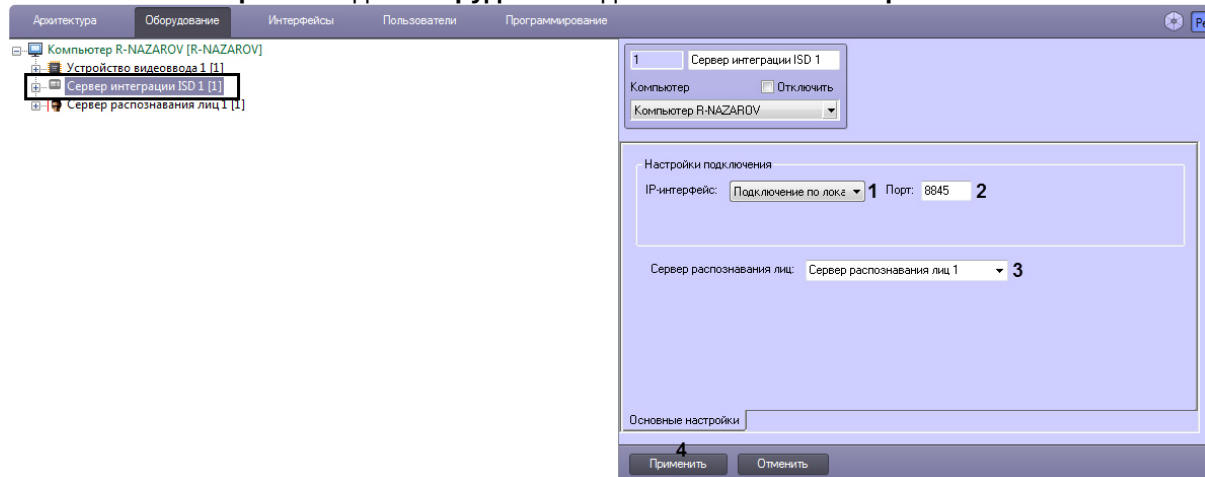 Архитектура Оборудование Интерфейсы Пользователи Программирование
Компьютер R-NAZAROV [R-NAZAROV]
Устройство видеоввода 1 [1]
Сервер интеграции ISD 1 [1]
Сервер распознавания лиц 1 [1]
1 Сервер интеграции ISD 1
Компьютер Отключить
Компьютер R-NAZAROV
Настройки подключения
IP-интерфейс: Подключение по лока 1 Порт: 8845 2
Сервер распознавания лиц: Сервер распознавания лиц 1 3
Основные настройки
4
Применить Отменить